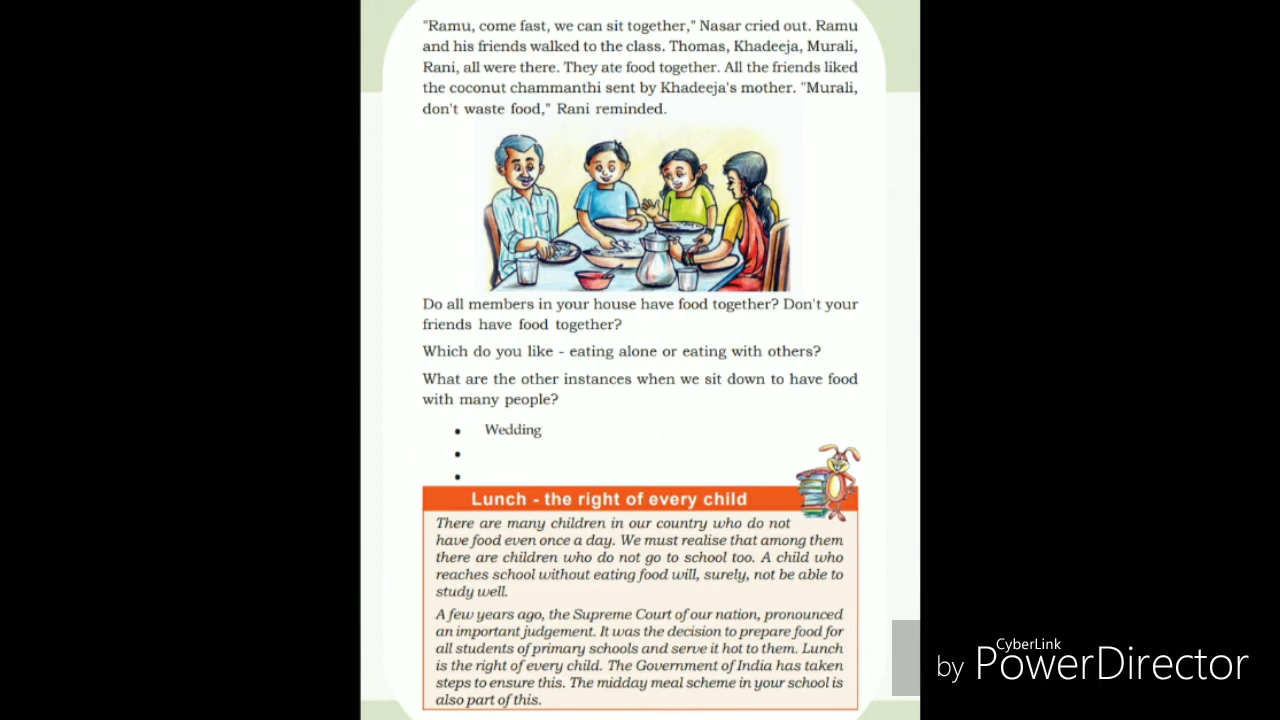 "Ramu, come fast, we can sit together," Nasar cried out. Ramu
and his friends walked to the class. Thomas, Khadeeja, Murali,
Rani, all were there. They ate food together. All the friends liked
the coconut chammanthi sent by Khadeeja's mother. "Murali,
don't waste food," Rani reminded.
Do all members in your house have food together? Don't your
friends have food together?
Which do you like - eating alone or eating with others?
What are the other instances when we sit down to have food
with many people?
• Wedding
•
•
Lunch - the right of every child
There are many children in our country who do not
have food even once a day. We must realise that among them
there are children who do not go to school too. A child who
reaches school without eating food will, surely, not be able to
study well.
A few years ago, the Supreme Court of our nation, pronounced
an important judgement. It was the decision to prepare food for
all students of primary schools and serve it hot to them. Lunch
is the right of every child. The Government of India has taken
steps to ensure this. The midday meal scheme in your school is
also part of this.
CyberLink
by PowerDirector